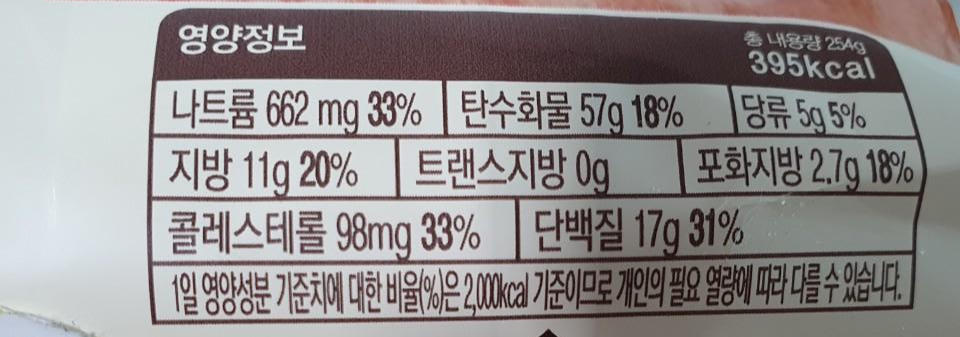 영양정보
총 내용량 254g
395kcal
나트륨 662 mg 33% 탄수화물 57g 18% 당류 5g 5%
지방 11g 20% 트랜스지방 0g 포화지방 2.7g 18%
콜레스테롤 98mg 33% 단백질 17g 31%
1일 영양성분 기준치에 대한 비율(%)은 2,000kcal 기준이므로 개인의 필요 열량에 따라 다를 수 있습니다.